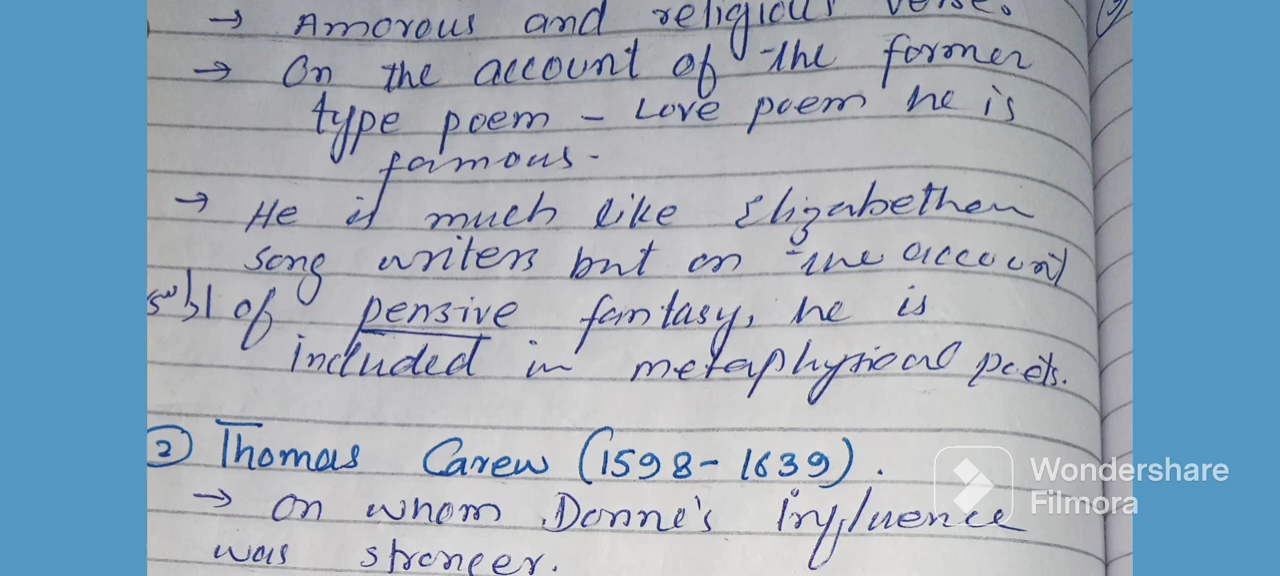 → Amorous and religious verse.
→ On the account of the former
type poem - Love poem he is
famous.
→ He is much like Elizabethen
song writers but on the account
of pensive fantasy, he is
included in metaphysical poets.
② Thomas Carew (1598-1639).
→ On whom Donne's influence
was stroneer.
Wondershare
Filmora